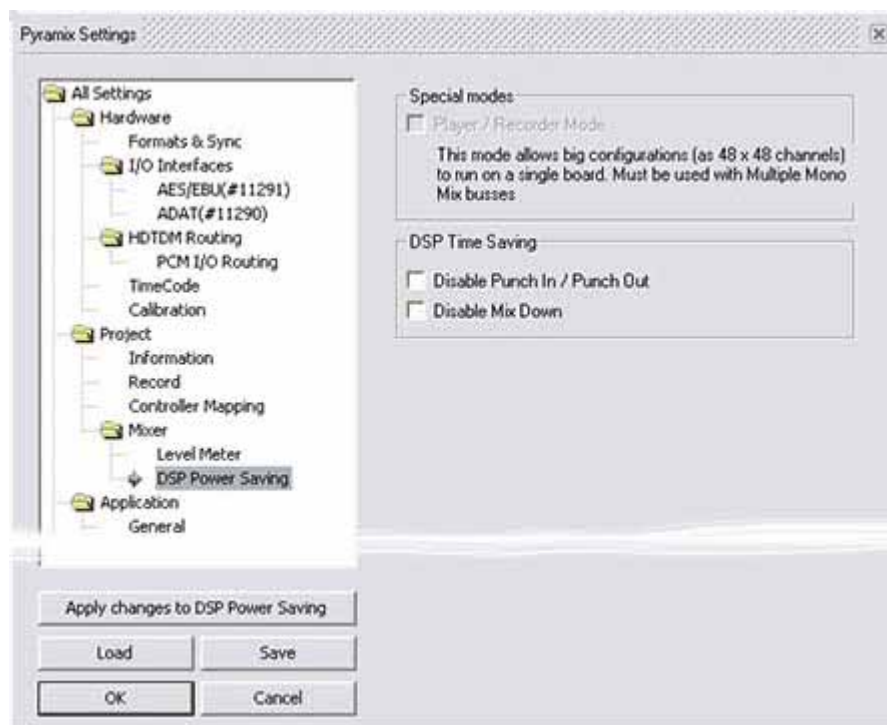 Pyramix Settings
All Settings
Hardware
Formats & Sync
I/O Interfaces
AES/EBU(#11291)
ADAT(#11290)
HDTDM Routing
PCM I/O Routing
TimeCode
Calibration
Project
Information
Record
Controller Mapping
Mixer
Level Meter
DSP Power Saving
Application
General
Apply changes to DSP Power Saving
Load
Save
OK
Cancel
Special modes
Player / Recorder Mode
This mode allows big configurations (as 48 x 48 channels)
to run on a single board. Must be used with Multiple Mono
Mix busses
DSP Time Saving
Disable Punch In / Punch Out
Disable Mix Down